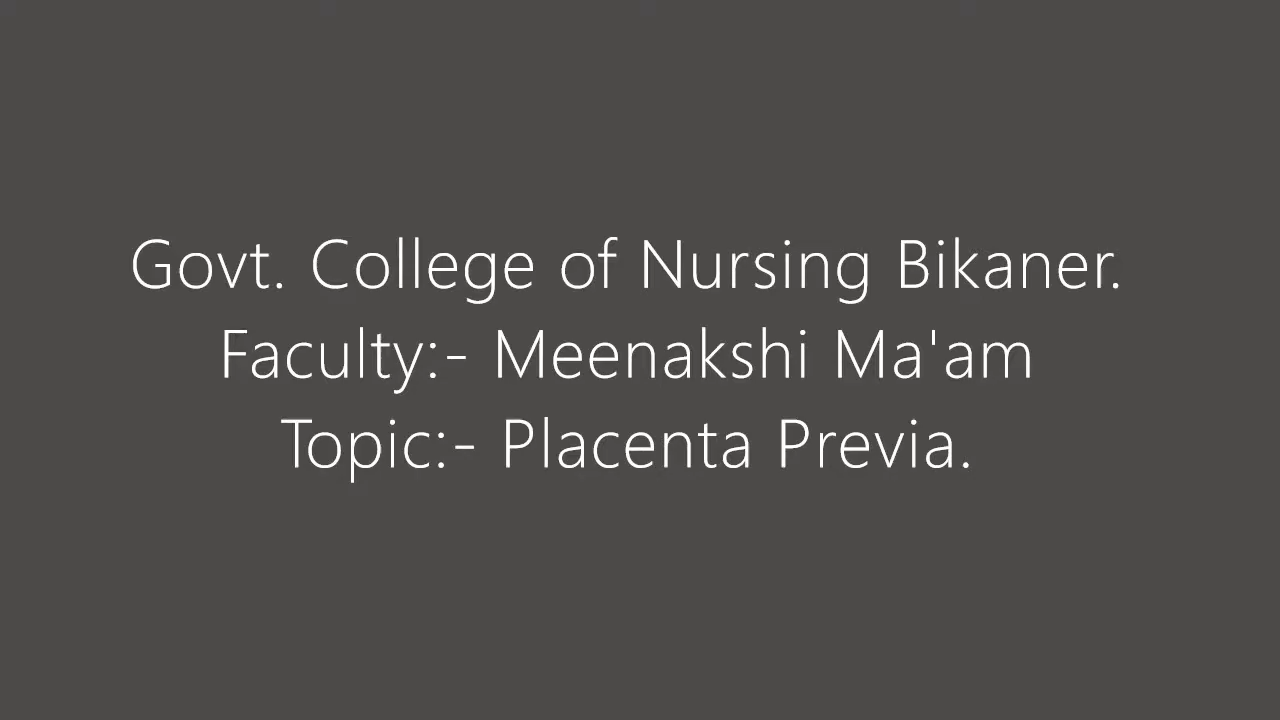 Govt. College of Nursing Bikaner.
Faculty:- Meenakshi Ma'am
Topic:- Placenta Previa.